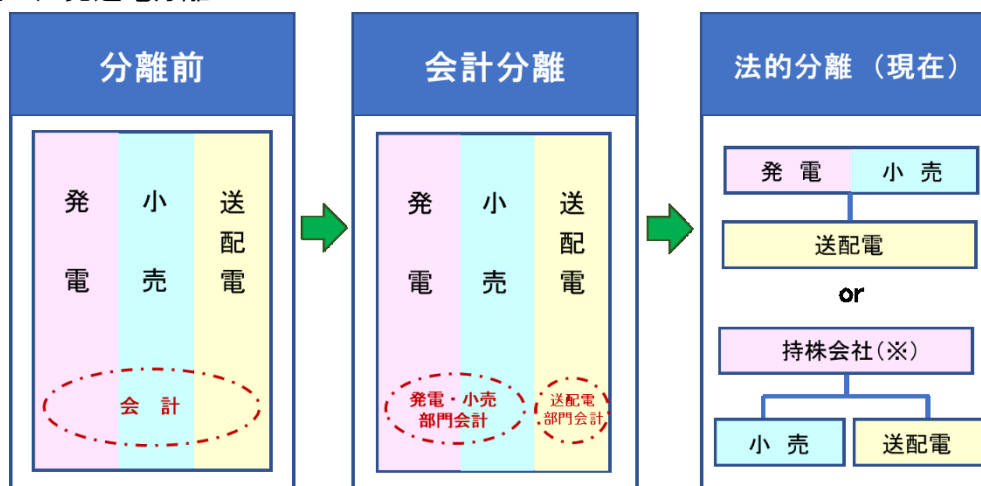 分離前
発電
小売
送配電
会 計
会計分離
発電
小売
送配電
発電・小売
部門会計
送配電
部門会計
法的分離（現在）
発 電
小 売
送配電
or
持株会社(※)
小 売
送配電